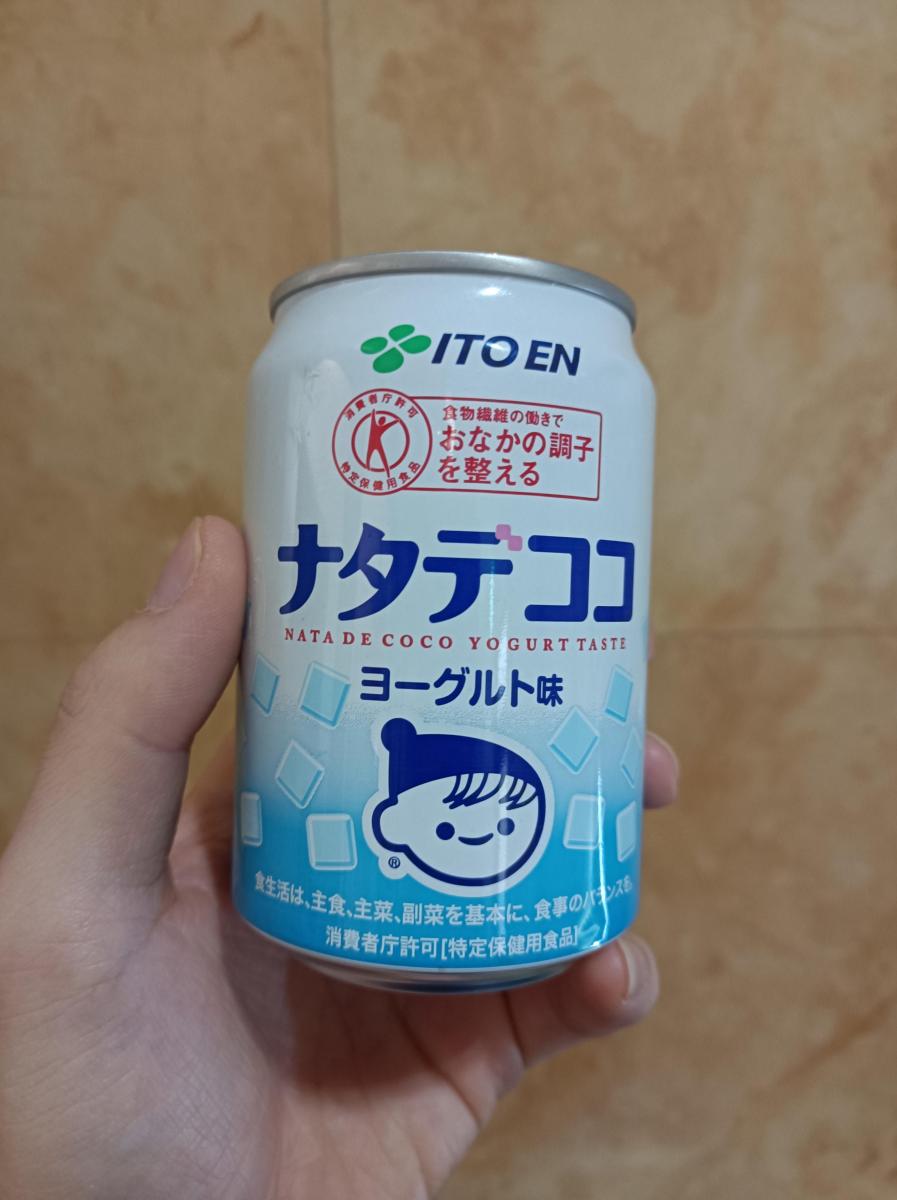 ITO EN
消費者庁許可
特定保健用食品
食物繊維の働きで
おなかの調子
を整える
ナタデココ
NATA DE COCO YOGURT TASTE
ヨーグルト味
®
食生活は、主食、主菜、副菜を基本に、食事のバランスを。
消費者庁許可[特定保健用食品]